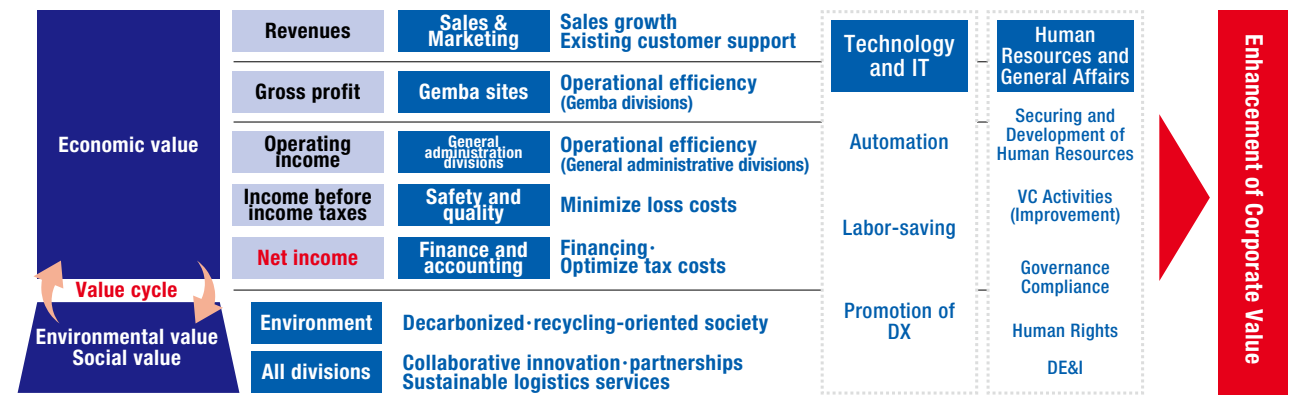 Economic value
Value cycle
Environmental value
Social value
Revenues
Sales &
Marketing
Sales growth
Existing customer support
Gross profit
Gemba sites
Operational efficiency
(Gemba divisions)
Operating
income
General
administration
divisions
Operational efficiency
(General administrative divisions)
Income before
income taxes
Safety and
quality
Minimize loss costs
Net income
Finance and
accounting
Financing·
Optimize tax costs
Environment
Decarbonized·recycling-oriented society
All divisions
Collaborative innovation·partnerships
Sustainable logistics services
Technology
and IT
Automation
Labor-saving
Promotion of
DX
Human
Resources and
General Affairs
Securing and
Development of
Human Resources
VC Activities
(Improvement)
Governance
Compliance
Human Rights
DE&I
Enhancement of Corporate Value